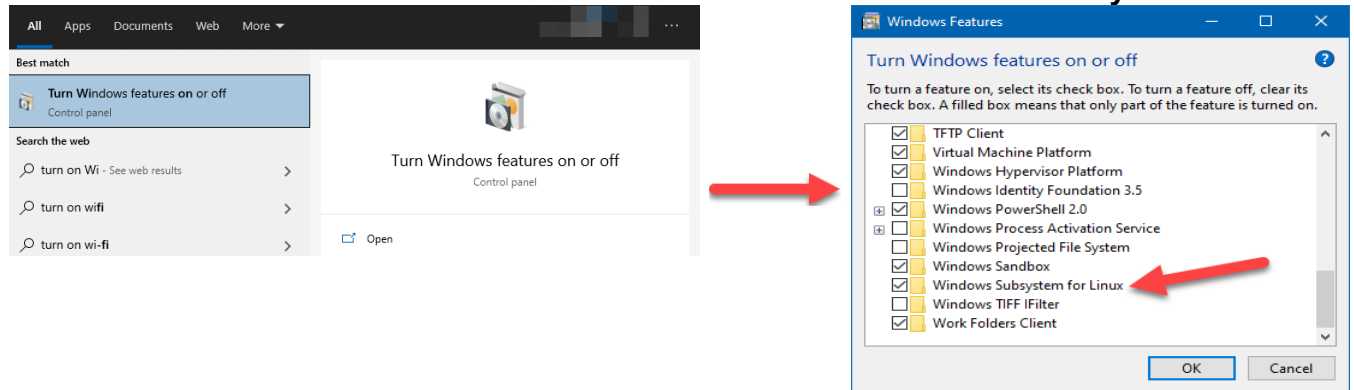 All Apps Documents Web More
Best match
Turn Windows features on or off
Control panel
Search the web
turn on Wi - See web results
turn on wifi
turn on wi-fi
Turn Windows features on or off
Control panel
Open
Windows Features
Turn Windows features on or off
To turn a feature on, select its check box. To turn a feature off, clear its
check box. A filled box means that only part of the feature is turned on.
TFTP Client
Virtual Machine Platform
Windows Hypervisor Platform
Windows Identity Foundation 3.5
Windows PowerShell 2.0
Windows Process Activation Service
Windows Projected File System
Windows Sandbox
Windows Subsystem for Linux
Windows TIFF IFilter
Work Folders Client
OK Cancel